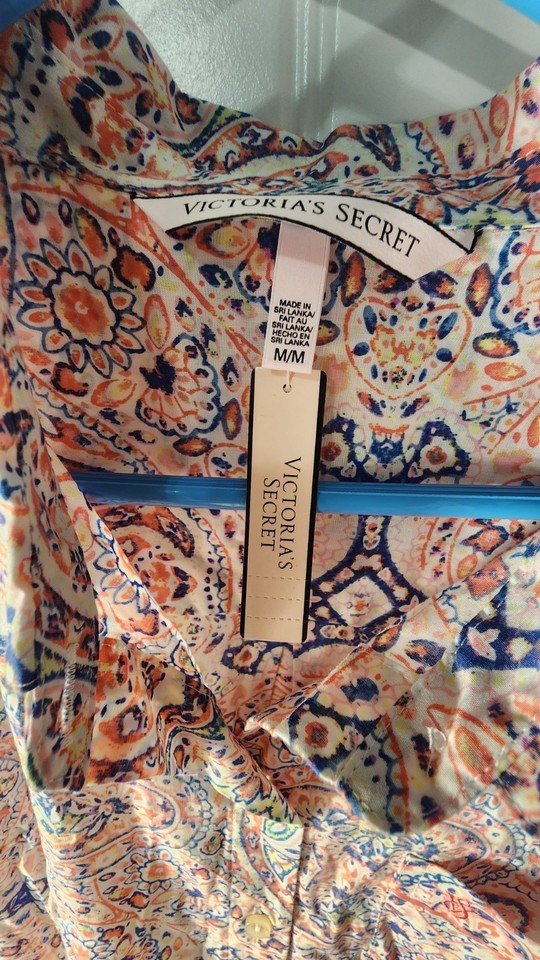 VICTORIA'S SECRET
MADE IN
SRI LANKA/
FAIT AU
SRI LANKA/
HECHO EN
SRI LANKA
M/M
VICTORIA'S
SECRET